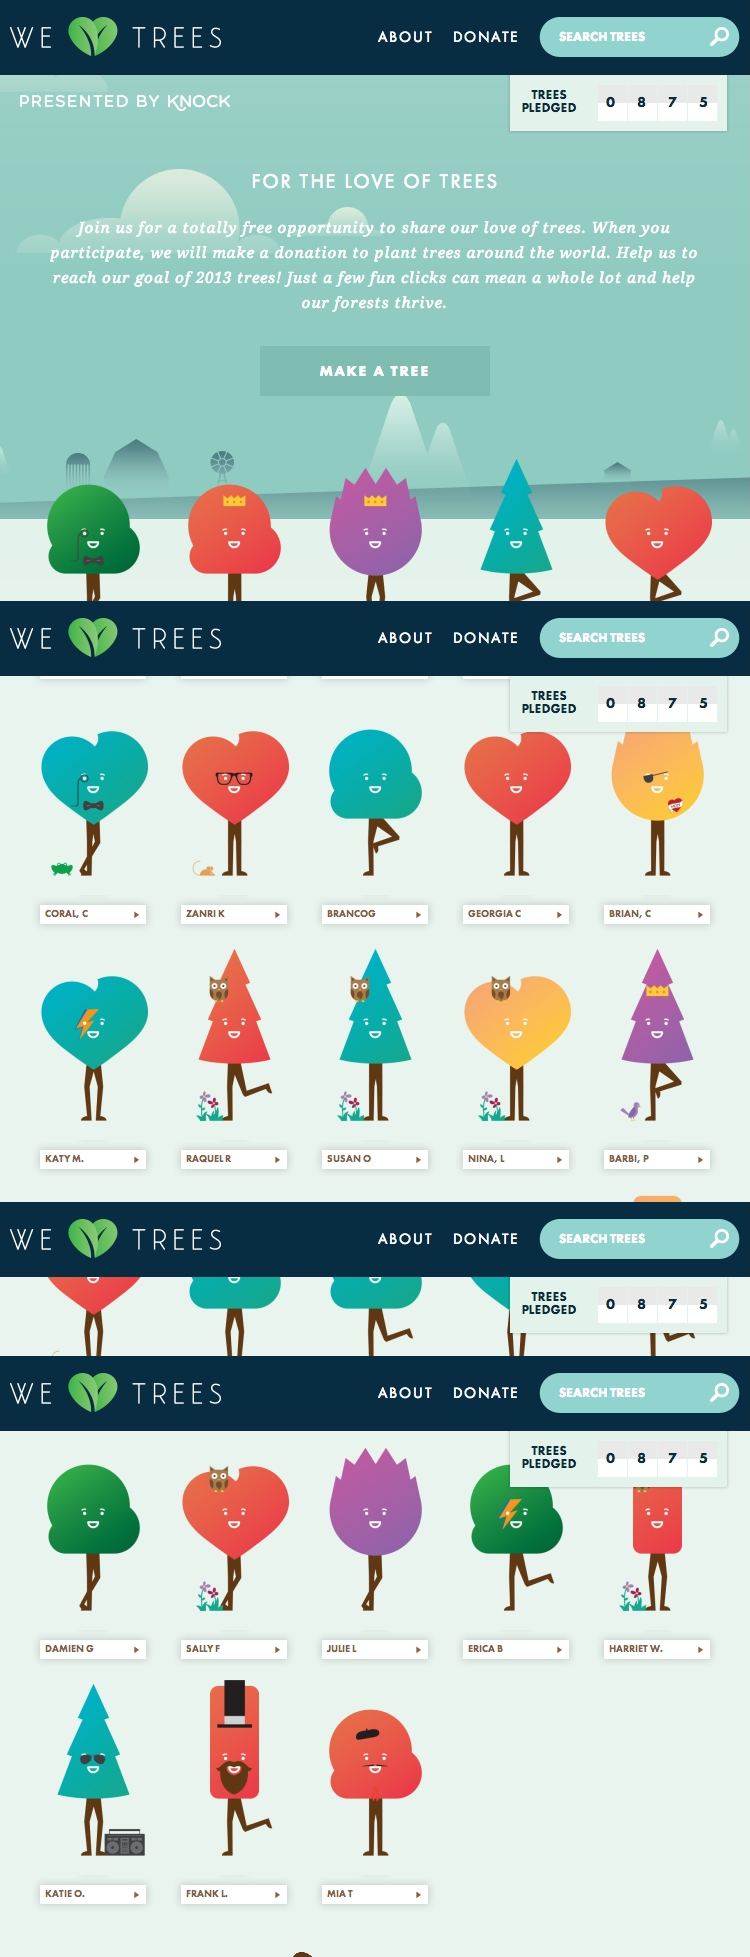 WE TREES
ABOUT DONATE SEARCH TREES
PRESENTED BY KNOCK
TREES PLEDGED 0 8 7 5
FOR THE LOVE OF TREES
Join us for a totally free opportunity to share our love of trees. When you
participate, we will make a donation to plant trees around the world. Help us to
reach our goal of 2013 trees! Just a few fun clicks can mean a whole lot and help
our forests thrive.
MAKE A TREE
WE TREES
ABOUT DONATE SEARCH TREES
TREES PLEDGED 0 8 7 5
CORAL, C
ZANRI K
BRANCOG
GEORGIA C
BRIAN, C
KATY M.
RAQUEL R
SUSAN O
NINA, L
BARBI, P
WE TREES
ABOUT DONATE SEARCH TREES
TREES PLEDGED 0 8 7 5
WE TREES
ABOUT DONATE SEARCH TREES
TREES PLEDGED 0 8 7 5
DAMIEN G
SALLY F
JULIE L
ERICA B
HARRIET W.
KATIE O.
FRANK L.
MIA T